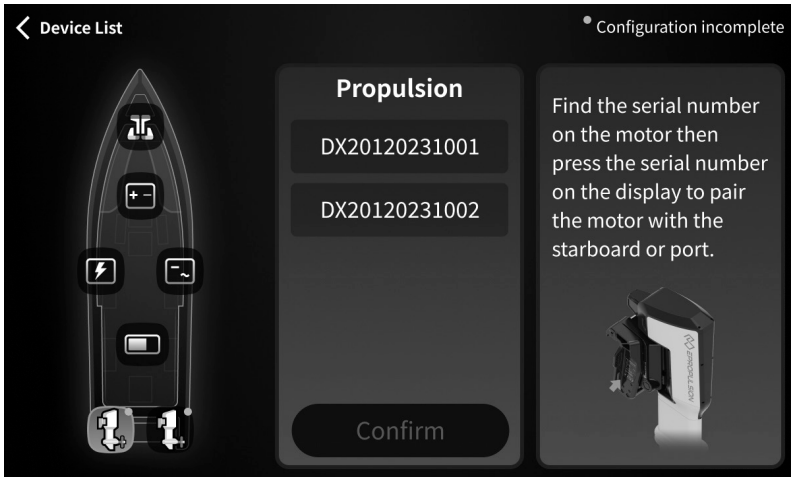 Device List
Configuration incomplete
Propulsion
DX20120231001
DX20120231002
Confirm
Find the serial number
on the motor then
press the serial number
on the display to pair
the motor with the
starboard or port.
EPROPULSION